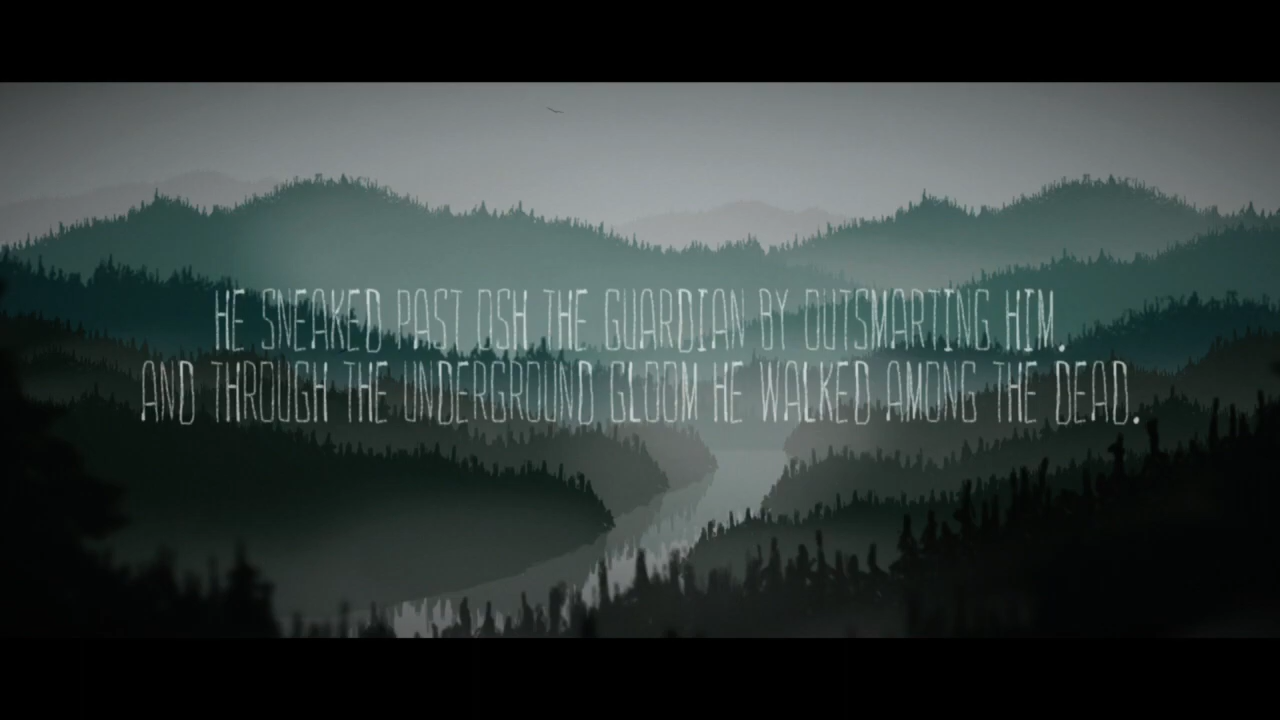 HE SNEAKED PAST OSH THE GUARDIAN BY OUTSMARTING HIM.
AND THROUGH THE UNDERGROUND GLOOM HE WALKED AMONG THE DEAD.